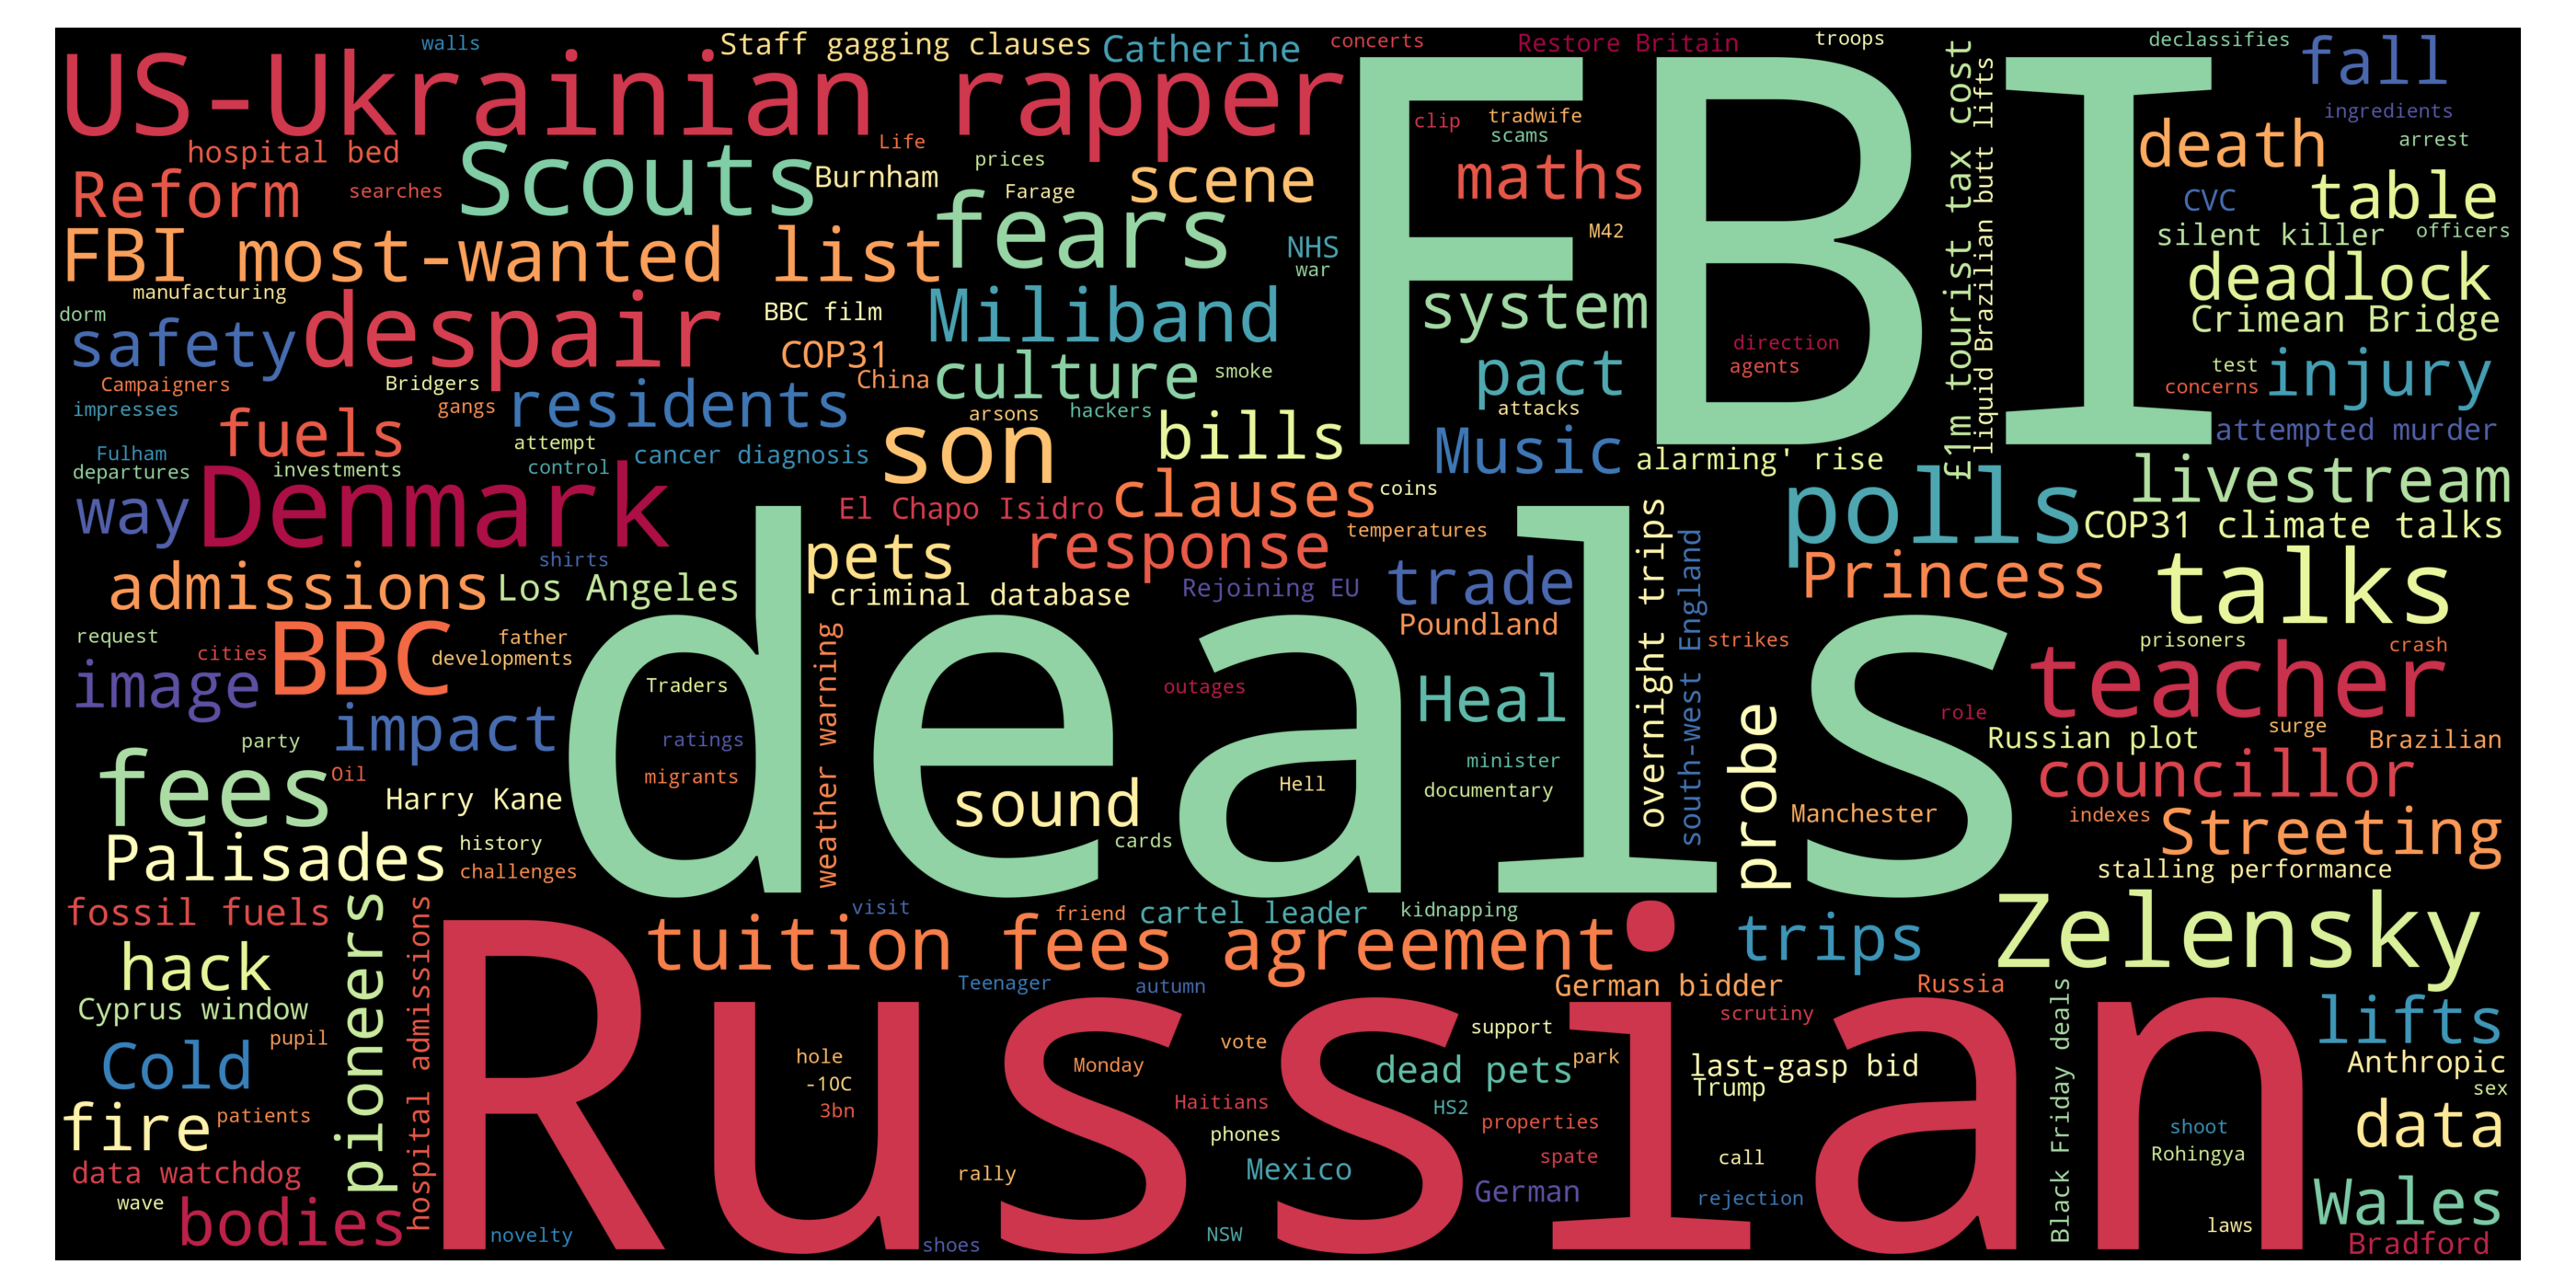 walls
Staff gagging clauses
Catherine
concerts
Restore Britain
troops
declassifies
US-Ukrainian rapper
FBI
£1m tourist tax cost
liquid Brazilian butt lifts
fall
clip
tradwife
scams
ingredients
hospital bed
Scouts
Life
prices
death
arrest
Reform
searches
Burnham
Farage
scene
maths
CVC
table
FBI most-wanted list
fears
NHS
war
M42
silent killer
officers
manufacturing
dorm
safety
despair
BBC film
Miliband
system
deadlock
Crimean Bridge
COP31
China
culture
smoke
pact
direction
agents
test
concerns
injury
Campaigners
Bridgers
impresses
gangs
residents
arsons
hackers
attacks
fuels
attempt
son
bills
Music
alarming' rise
attempted murder
Fulham
departures
investments
control
cancer diagnosis
way
Denmark
El Chapo Isidro
clauses
coins
polls
livestream
COP31 climate talks
temperatures
shirts
pets
response
overnight trips
south-west England
admissions
Los Angeles
criminal database
Rejoining EU
trade
Princess
talks
request
cities
BBC
father
developments
deals
weather warning
Poundland
strikes
prisoners
crash
image
Traders
outages
Heal
teacher
role
impact
ratings
migrants
party
Oil
fees
Harry Kane
sound
Hell
minister
documentary
probe
Russian plot
surge
Brazilian
councillor
Manchester
indexes
Streeting
Palisades
history
challenges
cards
stalling performance
fossil fuels
pioneers
hospital admissions
visit
friend
cartel leader
kidnapping
tuition fees agreement
trips
Zelensky
hack
Teenager
autumn
German bidder
Russia
Cyprus window
Russian
scrutiny
Black Friday deals
lifts
pupil
Cold
hole
-10C
3bn
Monday
vote
support
dead pets
park
last-gasp bid
Trump
Anthropic
sex
fire
patients
Haitians
HS2
properties
phones
shoot
Rohingya
data
data watchdog
rally
Mexico
spate
call
German
rejection
wave
bodies
novelty
shoes
NSW
laws
Wales
Bradford